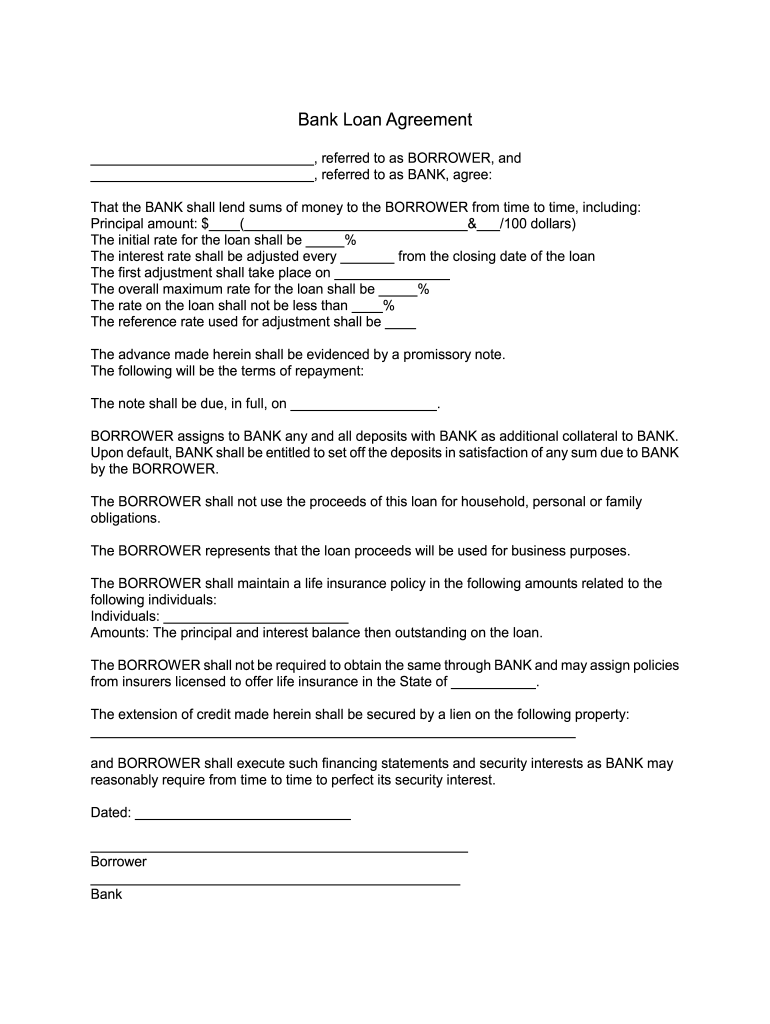 Bank Loan Agreement
____________________________, referred to as BORROWER, and
____________________________, referred to as BANK, agree:
That the BANK shall lend sums of money to the BORROWER from time to time, including:
Principal amount: $____(____________________________&___/100 dollars)
The initial rate for the loan shall be _____%
The interest rate shall be adjusted every _______ from the closing date of the loan
The first adjustment shall take place on _______________
The overall maximum rate for the loan shall be _____%
The rate on the loan shall not be less than ____%
The reference rate used for adjustment shall be ____
The advance made herein shall be evidenced by a promissory note.
The following will be the terms of repayment:
The note shall be due, in full, on ___________________.
BORROWER assigns to BANK any and all deposits with BANK as additional collateral to BANK.
Upon default, BANK shall be entitled to set off the deposits in satisfaction of any sum due to BANK
by the BORROWER.
The BORROWER shall not use the proceeds of this loan for household, personal or family
obligations.
The BORROWER represents that the loan proceeds will be used for business purposes.
The BORROWER shall maintain a life insurance policy in the following amounts related to the
following individuals:
Individuals: ________________________
Amounts: The principal and interest balance then outstanding on the loan.
The BORROWER shall not be required to obtain the same through BANK and may assign policies
from insurers licensed to offer life insurance in the State of ___________.
The extension of credit made herein shall be secured by a lien on the following property:
_______________________________________________________________
and BORROWER shall execute such financing statements and security interests as BANK may
reasonably require from time to time to perfect its security interest.
Dated: ____________________________
_________________________________________________
Borrower
________________________________________________
Bank